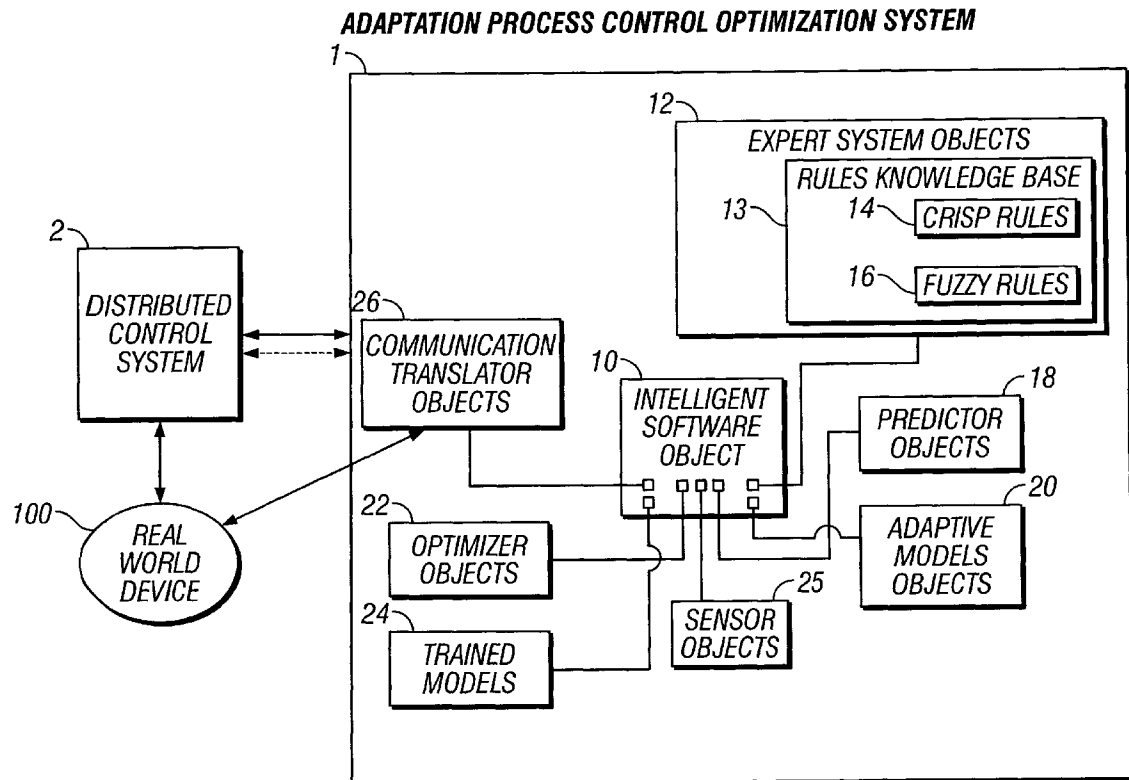 ADAPTATION PROCESS CONTROL OPTIMIZATION SYSTEM
1
12
EXPERT SYSTEM OBJECTS
RULES KNOWLEDGE BASE
13
14
CRISP RULES
16
FUZZY RULES
2
DISTRIBUTED
CONTROL
SYSTEM
26
COMMUNICATION
TRANSLATOR
OBJECTS
10
INTELLIGENT
SOFTWARE
OBJECT
18
PREDICTOR
OBJECTS
20
ADAPTIVE
MODELS
OBJECTS
100
REAL
WORLD
DEVICE
22
OPTIMIZER
OBJECTS
24
TRAINED
MODELS
25
SENSOR
OBJECTS